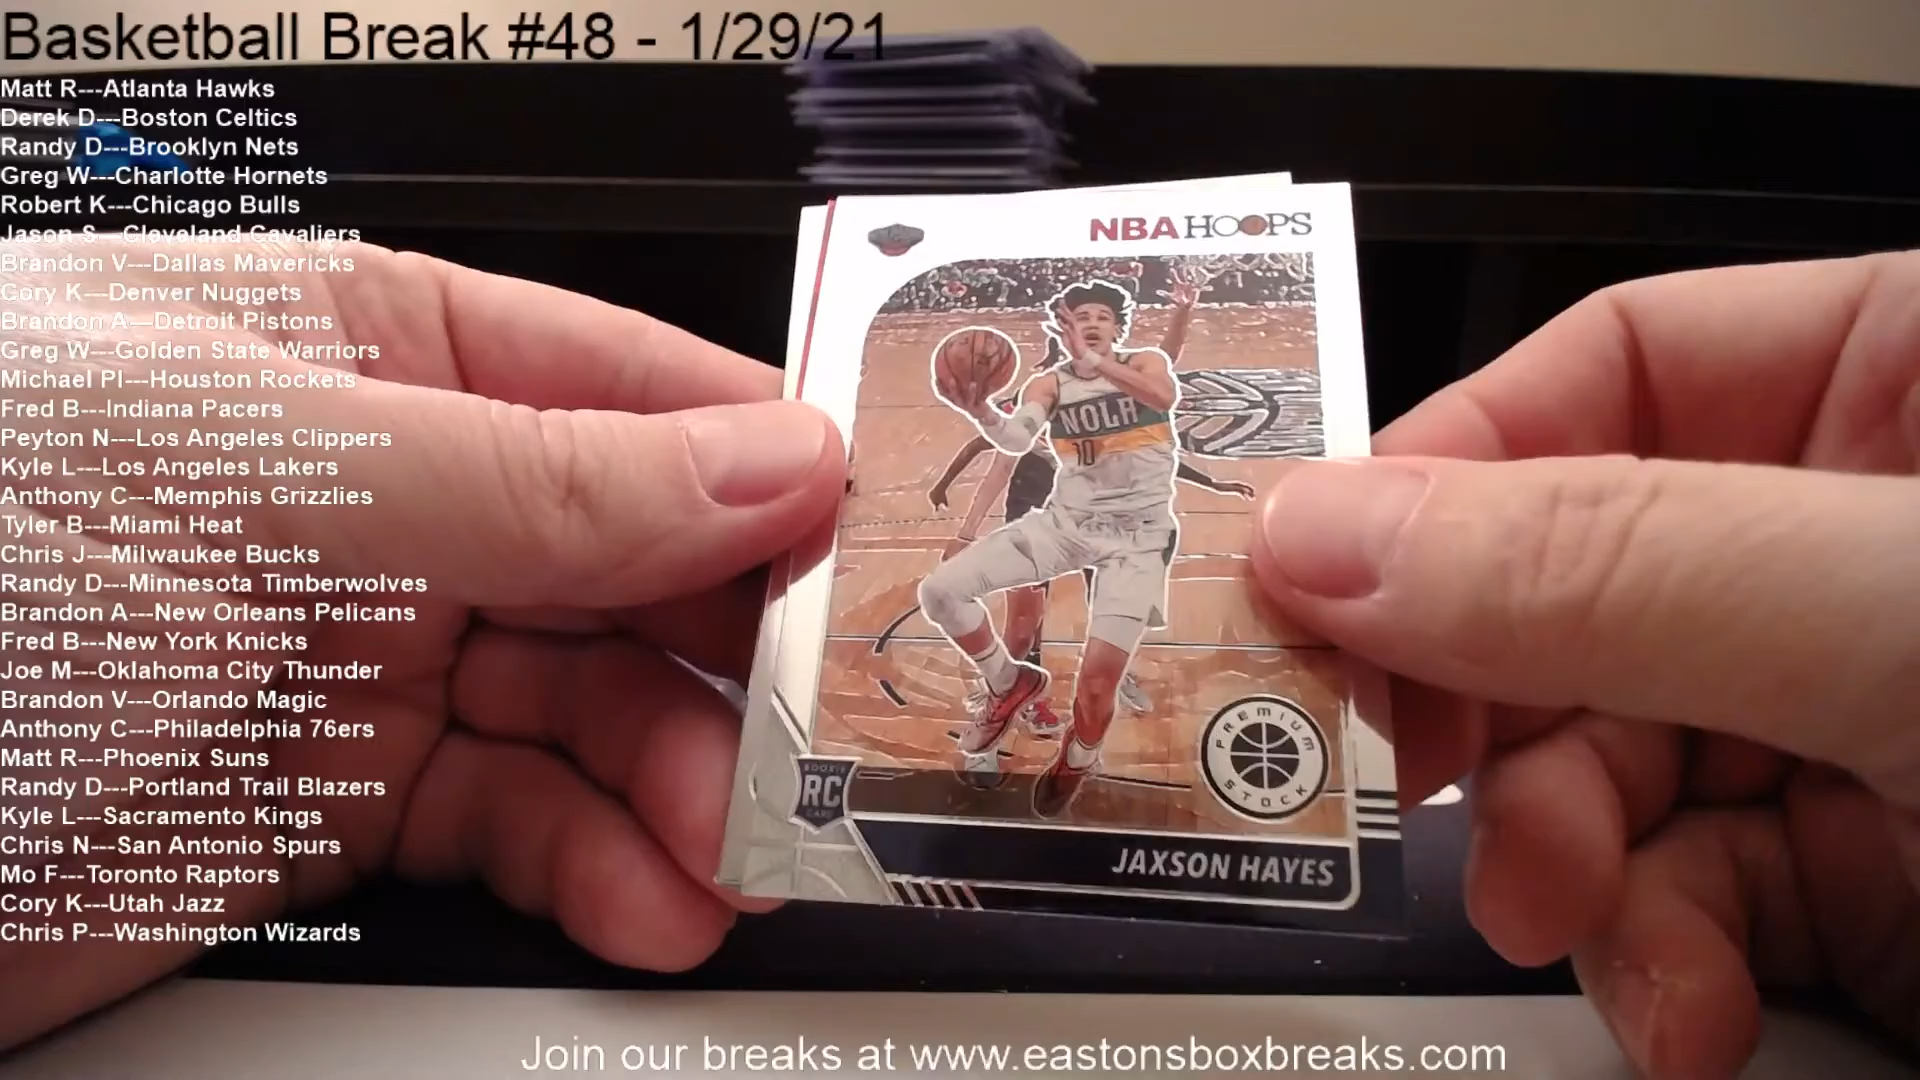 Basketball Break #48 - 1/29/21
Matt R---Atlanta Hawks
Derek D---Boston Celtics
Randy D---Brooklyn Nets
Greg W---Charlotte Hornets
Robert K---Chicago Bulls
Jason S---Cleveland Cavaliers
Brandon V---Dallas Mavericks
Cory K---Denver Nuggets
Brandon A---Detroit Pistons
Greg W---Golden State Warriors
Michael Pl---Houston Rockets
Fred B---Indiana Pacers
Peyton N---Los Angeles Clippers
Kyle L---Los Angeles Lakers
Anthony C---Memphis Grizzlies
Tyler B---Miami Heat
Chris J---Milwaukee Bucks
Randy D---Minnesota Timberwolves
Brandon A---New Orleans Pelicans
Fred B---New York Knicks
Joe M---Oklahoma City Thunder
Brandon V---Orlando Magic
Anthony C---Philadelphia 76ers
Matt R---Phoenix Suns
Randy D---Portland Trail Blazers
Kyle L---Sacramento Kings
Chris N---San Antonio Spurs
Mo F---Toronto Raptors
Cory K---Utah Jazz
Chris P---Washington Wizards
NBA HOOPS
NOLA
10
PREMIUM STOCK
ROOKIE
RC
CARD
JAXSON HAYES
Join our breaks at www.eastonsboxbreaks.com